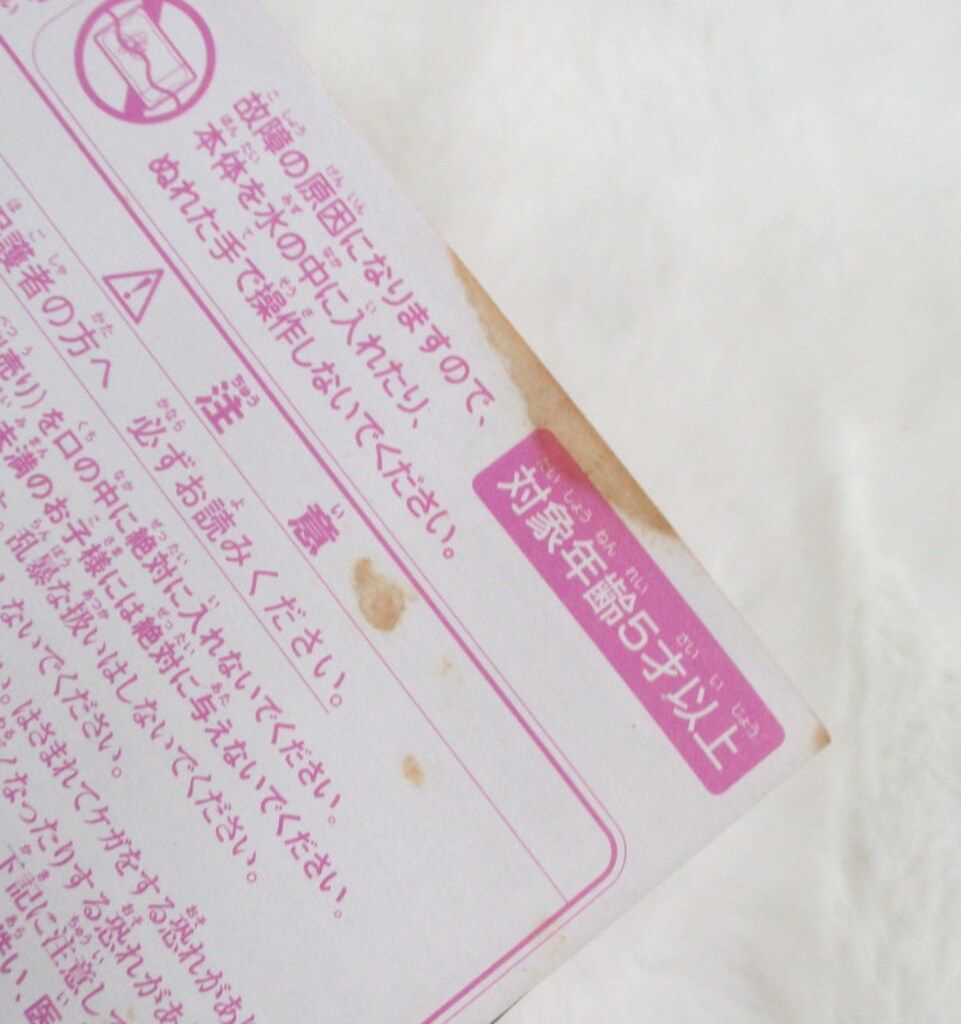 故障の原因になりますので、
本体を水の中に入れたり、
ぬれた手で操作しないでください。
対象年齢5才以上
注意
必ずお読みください。
護者の方へ
売り)を口の中に絶対に入れないでください。
未満のお子様には絶対に与えないでください。
乱暴な扱いはしないでください。
ないでください。
はさまれてケガをする恐れがあ
なったりする恐れがあ
下記に注意して
い、医